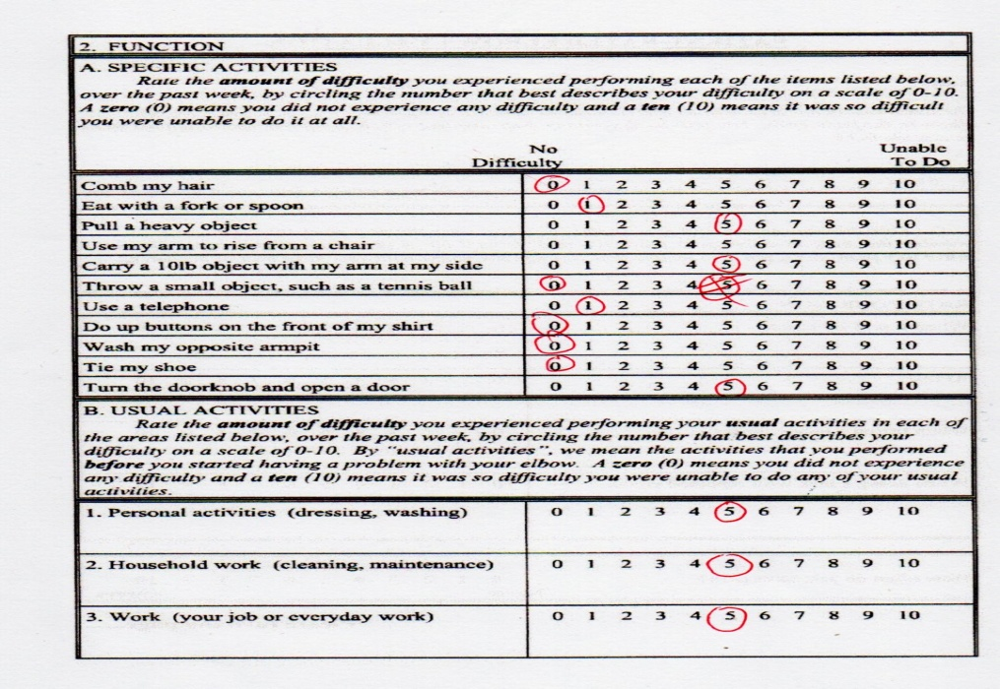 2. FUNCTION
A. SPECIFIC ACTIVITIES
Rate the amount of difficulty you experienced performing each of the items listed below,
over the past week, by circling the number that best describes your difficulty on a scale of 0-10.
A zero (0) means you did not experience any difficulty and a ten (10) means it was so difficult
you were unable to do it at all.
No Unable
Difficulty To Do
Comb my hair 0 1 2 3 4 5 6 7 8 9 10
Eat with a fork or spoon 0 1 2 3 4 5 6 7 8 9 10
Pull a heavy object 0 1 2 3 4 5 6 7 8 9 10
Use my arm to rise from a chair 0 1 2 3 4 5 6 7 8 9 10
Carry a 10lb object with my arm at my side 0 1 2 3 4 5 6 7 8 9 10
Throw a small object, such as a tennis ball 0 1 2 3 4 5 6 7 8 9 10
Use a telephone 0 1 2 3 4 5 6 7 8 9 10
Do up buttons on the front of my shirt 0 1 2 3 4 5 6 7 8 9 10
Wash my opposite armpit 0 1 2 3 4 5 6 7 8 9 10
Tie my shoe 0 1 2 3 4 5 6 7 8 9 10
Turn the doorknob and open a door 0 1 2 3 4 5 6 7 8 9 10
B. USUAL ACTIVITIES
Rate the amount of difficulty you experienced performing your usual activities in each of
the areas listed below, over the past week, by circling the number that best describes your
difficulty on a scale of 0-10. By "usual activities", we mean the activities that you performed
before you started having a problem with your elbow. A zero (0) means you did not experience
any difficulty and a ten (10) means it was so difficult you were unable to do any of your usual
activities.
1. Personal activities (dressing, washing) 0 1 2 3 4 5 6 7 8 9 10
2. Household work (cleaning, maintenance) 0 1 2 3 4 5 6 7 8 9 10
3. Work (your job or everyday work) 0 1 2 3 4 5 6 7 8 9 10